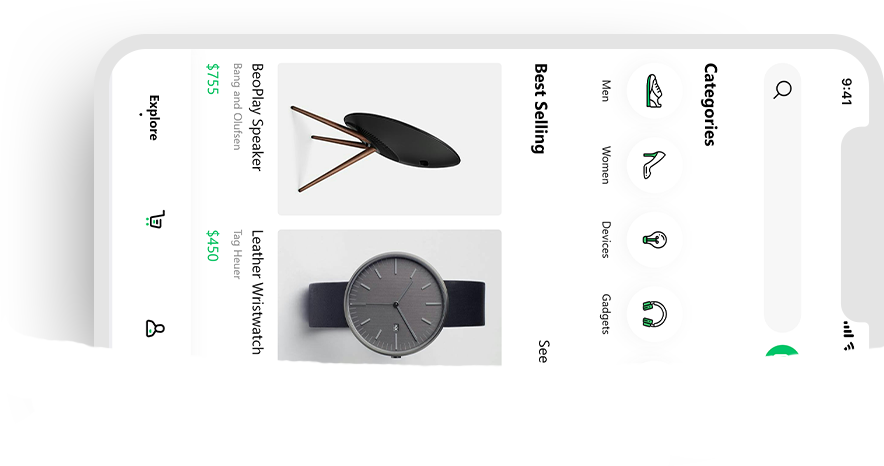 9:41
Categories
Men
Women
Devices
Gadgets
Best Selling
See
BeoPlay Speaker
Bang and Olufsen
$755
Leather Wristwatch
Tag Heuer
$450
Explore